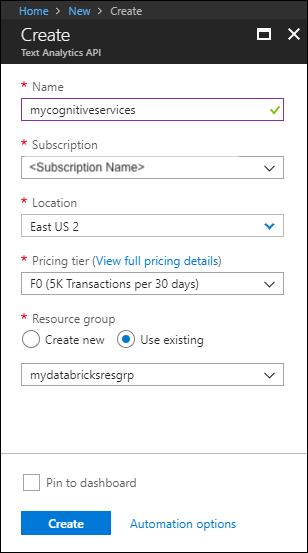 Home > New > Create
Create
Text Analytics API
* Name
mycognitiveservices
* Subscription
<Subscription Name>
* Location
East US 2
* Pricing tier (View full pricing details)
F0 (5K Transactions per 30 days)
* Resource group
Create new Use existing
mydatabricksresgrp
Pin to dashboard
Create Automation options